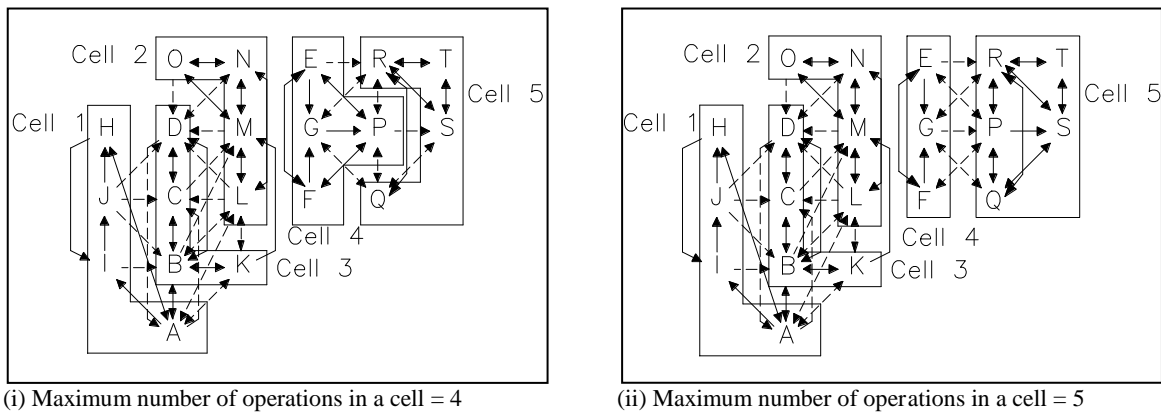 Cell 2 O N E R T
Cell 5
Cell 1 H D M G P S
J C L F Q
Cell 4
I B K Cell 3
A
(i) Maximum number of operations in a cell = 4
Cell 2 O N E R T
Cell 5
Cell 1 H D M G P S
J C L F Q
Cell 4
I B K Cell 3
A
(ii) Maximum number of operations in a cell = 5